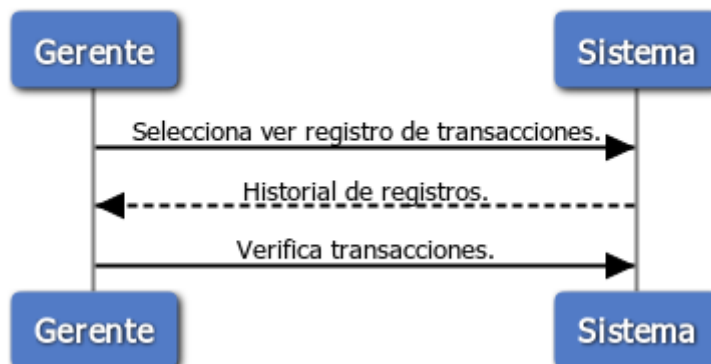 Gerente
Sistema
Selecciona ver registro de transacciones.
Historial de registros.
Verifica transacciones.
Gerente
Sistema